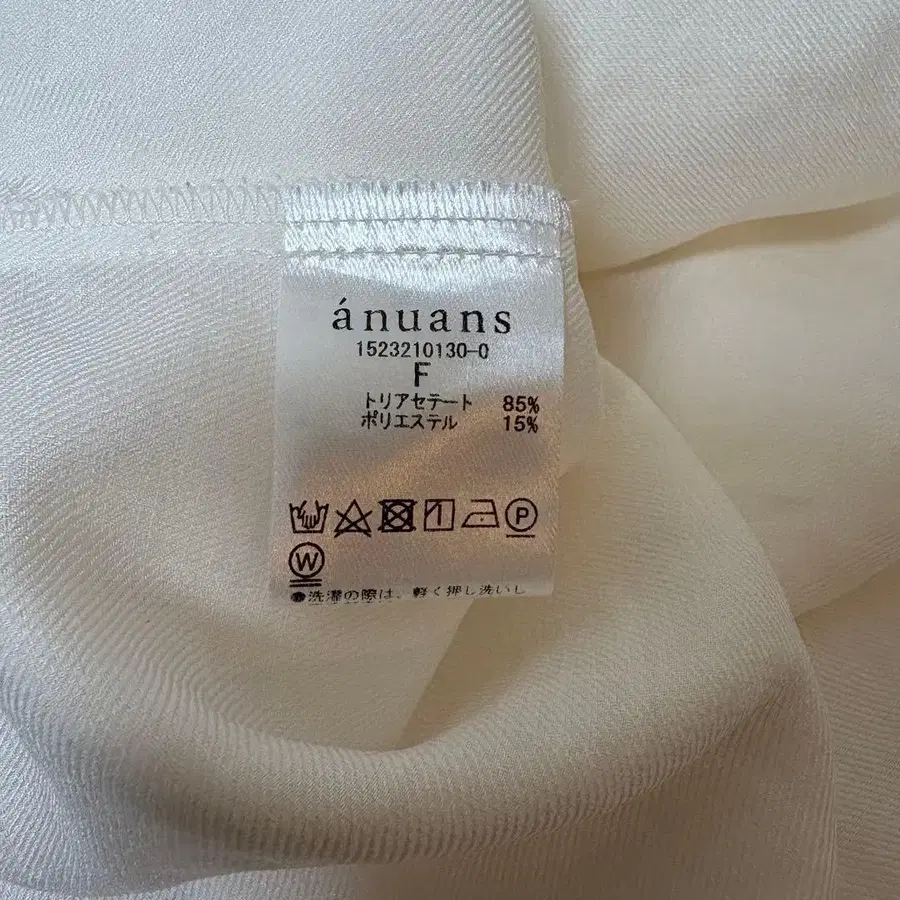 ánuans
1523210130-0
F
トリアセテート 85%
ポリエステル 15%
P
W
●洗濯の際は、軽く押し洗いし